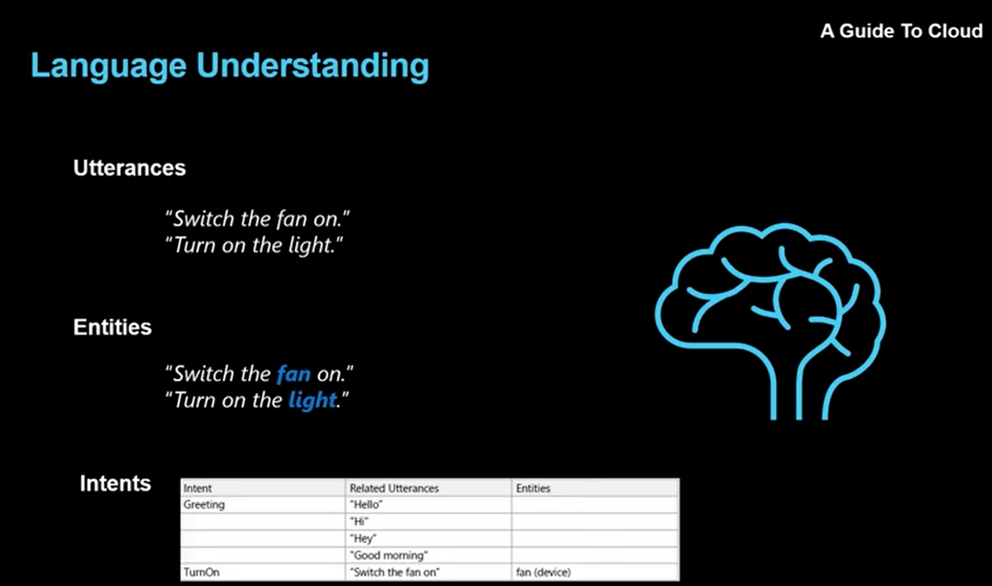 A Guide To Cloud
Language Understanding
Utterances
"Switch the fan on."
"Turn on the light."
Entities
"Switch the fan on."
"Turn on the light."
Intents
Intent Related Utterances Entities
Greeting "Hello"
"Hi"
"Hey"
"Good morning"
TurnOn "Switch the fan on" fan (device)